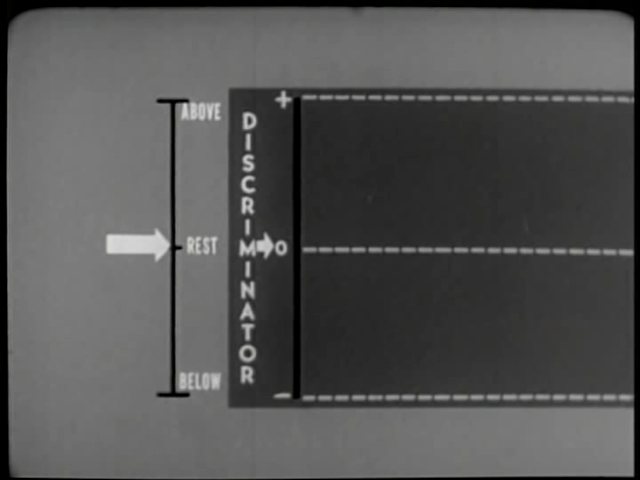 ABOVE
REST
BELOW
DISCRIMINATOR
+
0
-